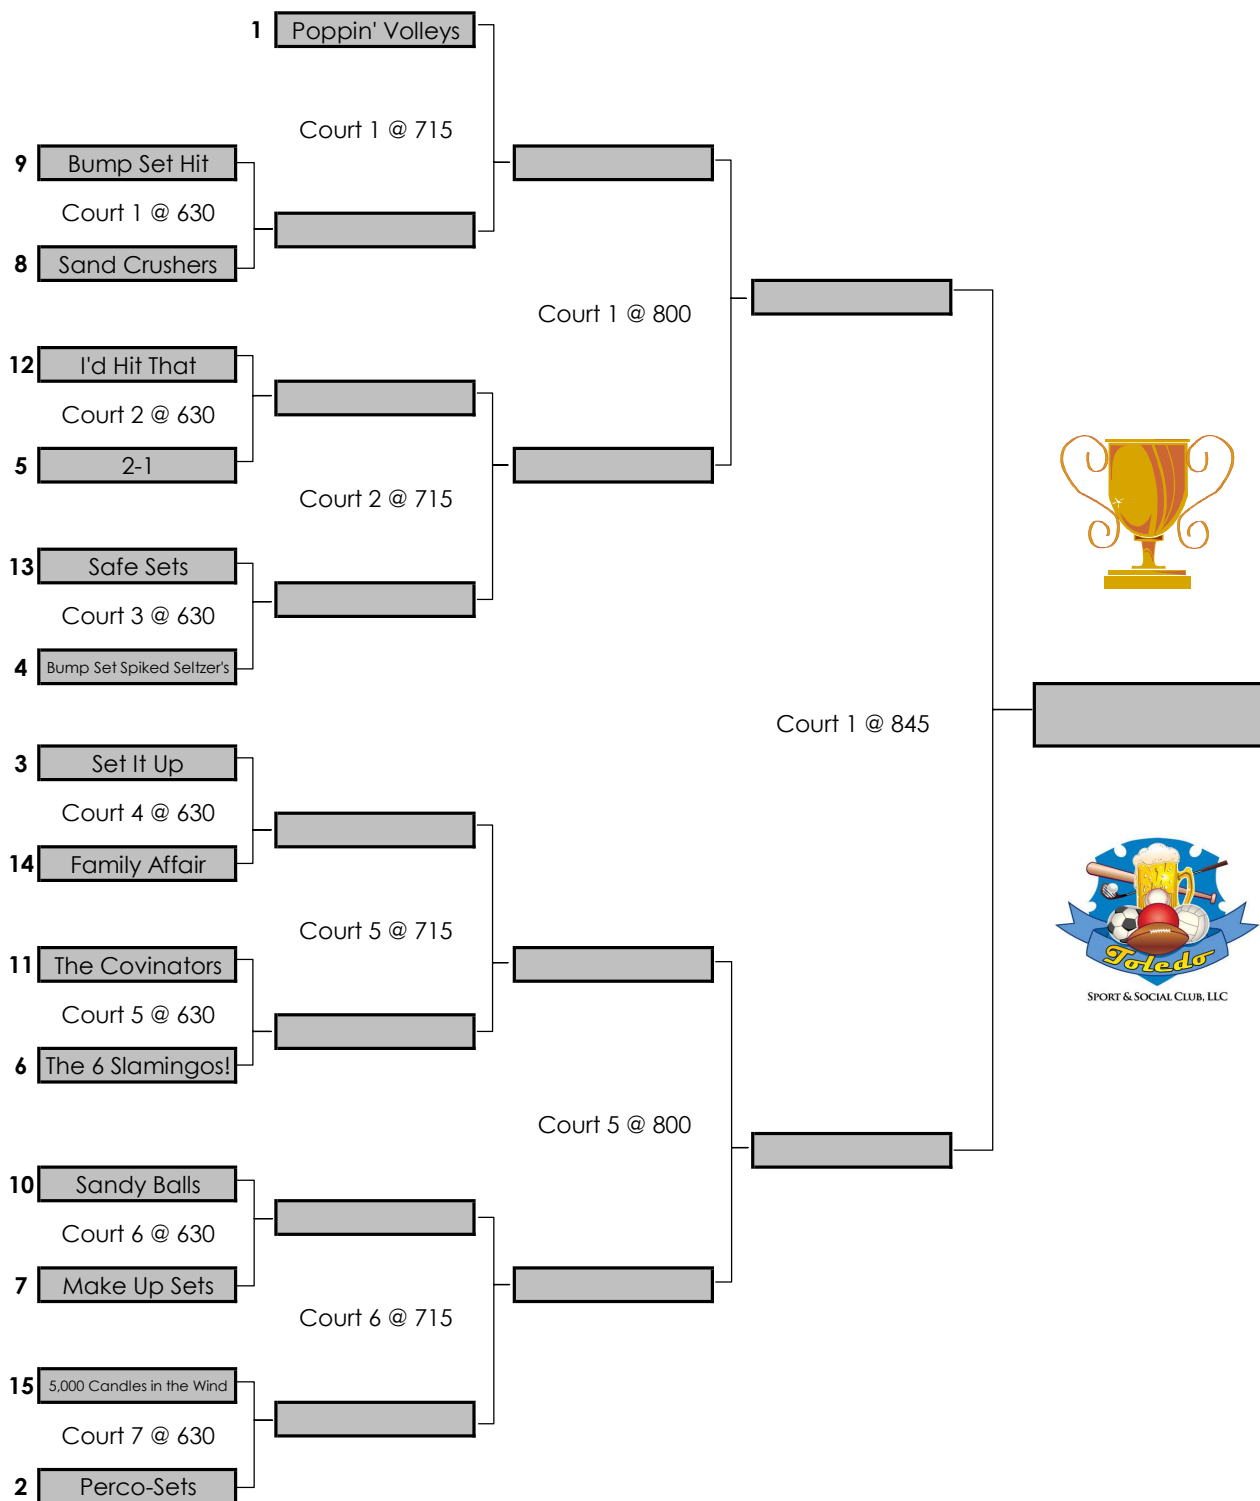 1 Poppin' Volleys
Court 1 @ 715
9 Bump Set Hit
Court 1 @ 630
8 Sand Crushers
Court 1 @ 800
12 I'd Hit That
Court 2 @ 630
5 2-1
Court 2 @ 715
13 Safe Sets
Court 3 @ 630
4 Bump Set Spiked Seltzer's
Court 1 @ 845
3 Set It Up
Court 4 @ 630
14 Family Affair
Court 5 @ 715
11 The Covinators
Court 5 @ 630
6 The 6 Slamingos!
Court 5 @ 800
10 Sandy Balls
Court 6 @ 630
7 Make Up Sets
Court 6 @ 715
15 5,000 Candles in the Wind
Court 7 @ 630
2 Perco-Sets
Toledo
SPORT & SOCIAL CLUB, LLC